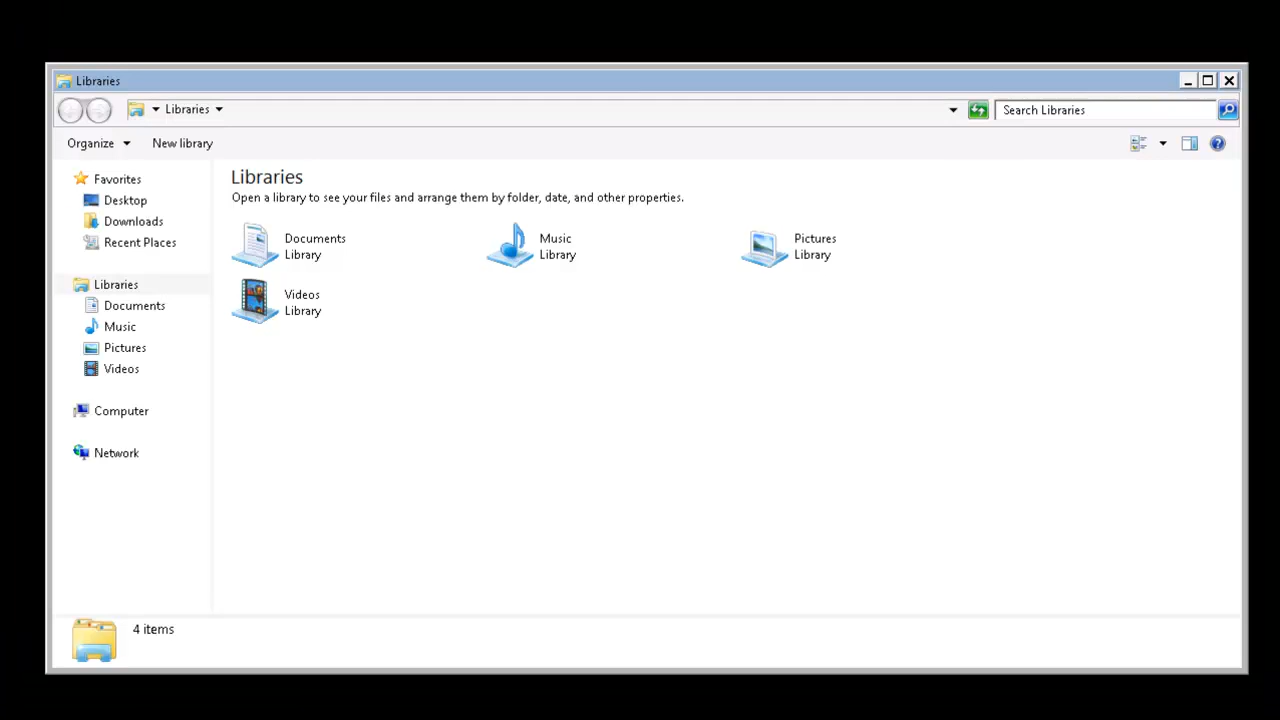 Libraries
Libraries
Search Libraries
Organize
New library
Favorites
Desktop
Downloads
Recent Places
Libraries
Documents
Music
Pictures
Videos
Computer
Network
Libraries
Open a library to see your files and arrange them by folder, date, and other properties.
Documents
Library
Music
Library
Pictures
Library
Videos
Library
4 items